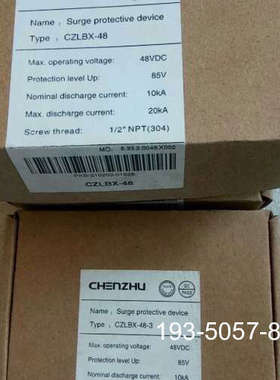 Name: Surge protective device
Type: CZLBX-48
Max. operating voltage: 48VDC
Protection level Up: 85V
Nominal discharge current: 10kA
Max. discharge current: 20kA
Screw thread: 1/2" NPT(304)
CZLBX-48
CHENZHU
Name: Surge protective device
Type: CZLBX-48-3
Max. operating voltage: 48VDC
Protection level Up: 85V
Nominal discharge current: 10kA
193-5057-8